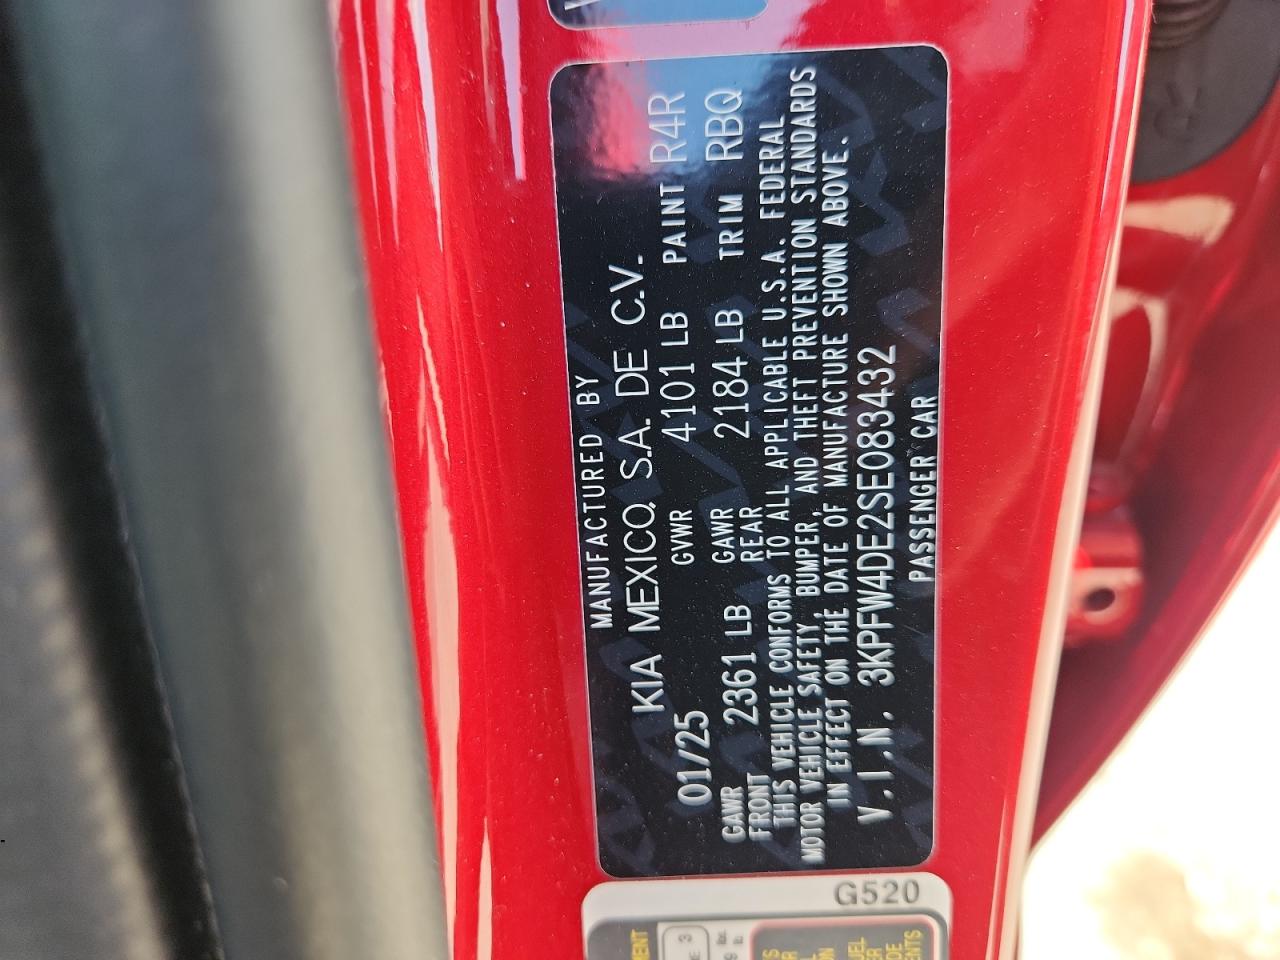 MANUFACTURED BY
KIA MEXICO, S.A. DE C.V.
01/25 GVWR 4101 LB PAINT R4R
GAWR FRONT 2361 LB GAWR REAR 2184 LB TRIM RBQ
THIS VEHICLE CONFORMS TO ALL APPLICABLE U.S.A. FEDERAL
MOTOR VEHICLE SAFETY, BUMPER, AND THEFT PREVENTION STANDARDS
IN EFFECT ON THE DATE OF MANUFACTURE SHOWN ABOVE.
V.I.N. 3KPFW4DE2SE083432
PASSENGER CAR
G520